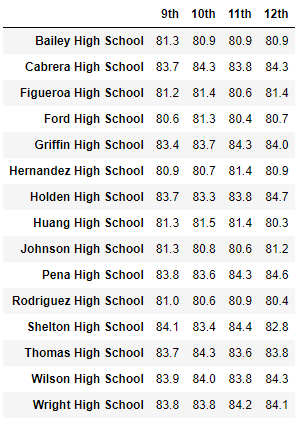 9th 10th 11th 12th
Bailey High School 81.3 80.9 80.9 80.9
Cabrera High School 83.7 84.3 83.8 84.3
Figueroa High School 81.2 81.4 80.6 81.4
Ford High School 80.6 81.3 80.4 80.7
Griffin High School 83.4 83.7 84.3 84.0
Hernandez High School 80.9 80.7 81.4 80.9
Holden High School 83.7 83.3 83.8 84.7
Huang High School 81.3 81.5 81.4 80.3
Johnson High School 81.3 80.8 80.6 81.2
Pena High School 83.8 83.6 84.3 84.6
Rodriguez High School 81.0 80.6 80.9 80.4
Shelton High School 84.1 83.4 84.4 82.8
Thomas High School 83.7 84.3 83.6 83.8
Wilson High School 83.9 84.0 83.8 84.3
Wright High School 83.8 83.8 84.2 84.1